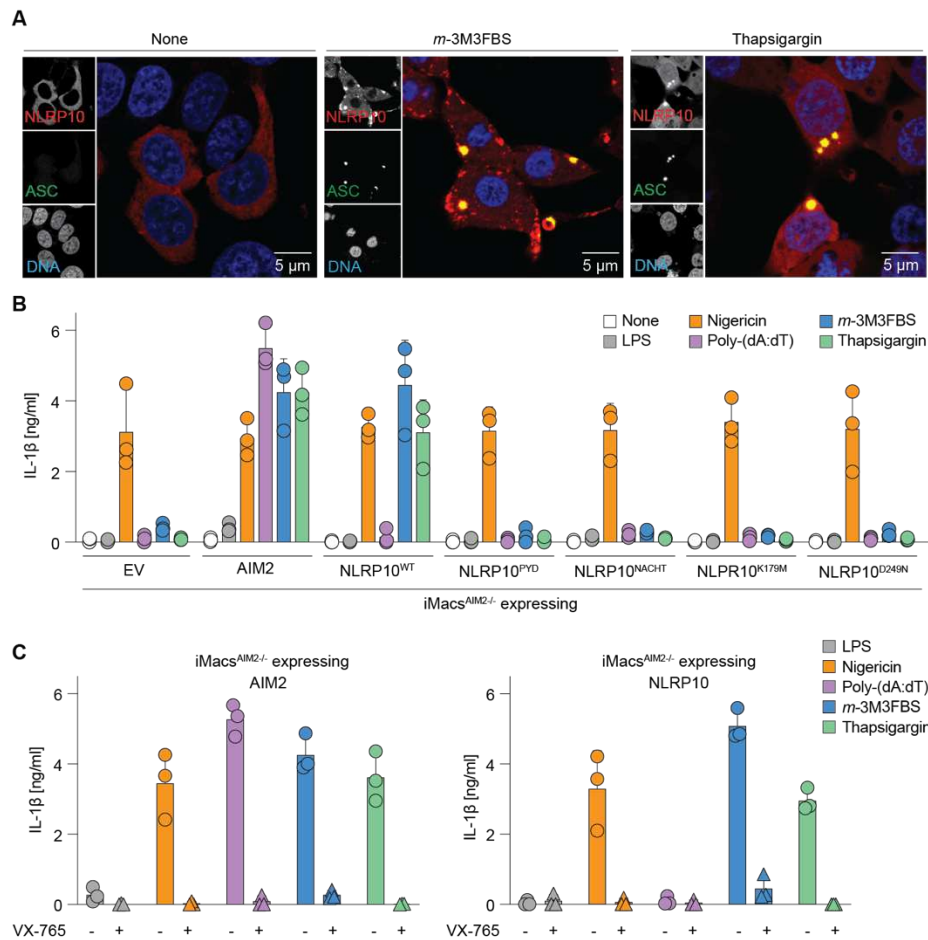 A
None
m-3M3FBS
Thapsigargin
NLRP10
ASC
DNA
5 µm
NLRP10
ASC
DNA
5 µm
NLRP10
ASC
DNA
5 µm
B
6
4
2
0
IL-1β [ng/ml]
None
LPS
Nigericin
Poly-(dA:dT)
m-3M3FBS
Thapsigargin
EV
AIM2
NLRP10WT
NLRP10PYD
NLRP10NACHT
NLPR10K179M
NLRP10D249N
iMacsAIM2-/- expressing
C
iMacsAIM2-/- expressing
AIM2
6
4
2
0
IL-1β [ng/ml]
VX-765 - + - + - + - + - +
iMacsAIM2-/- expressing
NLRP10
6
4
2
0
IL-1β [ng/ml]
VX-765 - + - + - + - + - +
LPS
Nigericin
Poly-(dA:dT)
m-3M3FBS
Thapsigargin